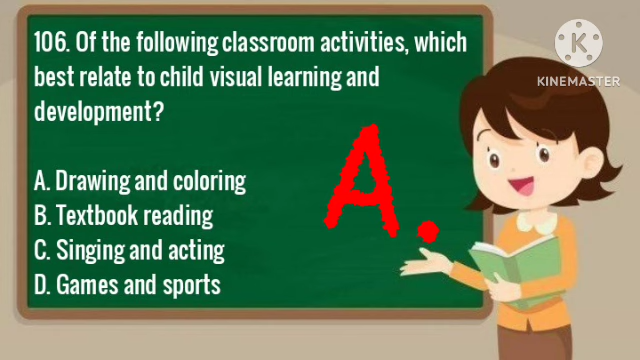 106. Of the following classroom activities, which
best relate to child visual learning and
development?
A. Drawing and coloring
B. Textbook reading
C. Singing and acting
D. Games and sports
A.
K
KINEMASTER